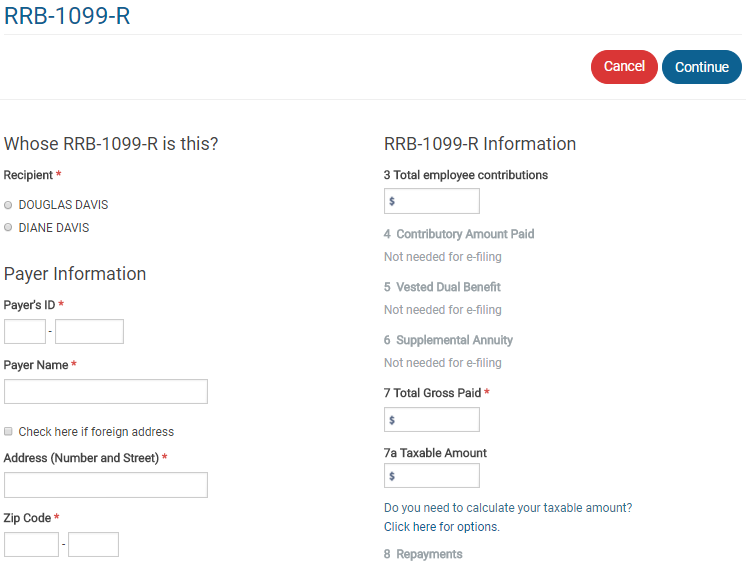 RRB-1099-R
Cancel
Continue
Whose RRB-1099-R is this?
Recipient *
DOUGLAS DAVIS
DIANE DAVIS
Payer Information
Payer's ID *
-
Payer Name *
Check here if foreign address
Address (Number and Street) *
Zip Code *
-
RRB-1099-R Information
3 Total employee contributions
$
4 Contributory Amount Paid
Not needed for e-filing
5 Vested Dual Benefit
Not needed for e-filing
6 Supplemental Annuity
Not needed for e-filing
7 Total Gross Paid *
$
7a Taxable Amount
$
Do you need to calculate your taxable amount?
Click here for options.
8 Repayments